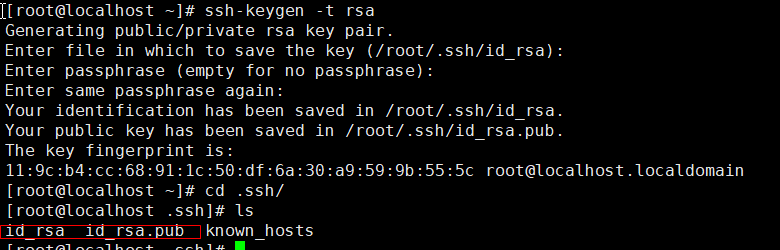 [root@localhost ~]# ssh-keygen -t rsa
Generating public/private rsa key pair.
Enter file in which to save the key (/root/.ssh/id_rsa):
Enter passphrase (empty for no passphrase):
Enter same passphrase again:
Your identification has been saved in /root/.ssh/id_rsa.
Your public key has been saved in /root/.ssh/id_rsa.pub.
The key fingerprint is:
11:9c:b4:cc:68:91:1c:50:df:6a:30:a9:59:9b:55:5c root@localhost.localdomain
[root@localhost ~]# cd .ssh/
[root@localhost .ssh]# ls
id_rsa  id_rsa.pub  known_hosts
[root@localhost .ssh]#